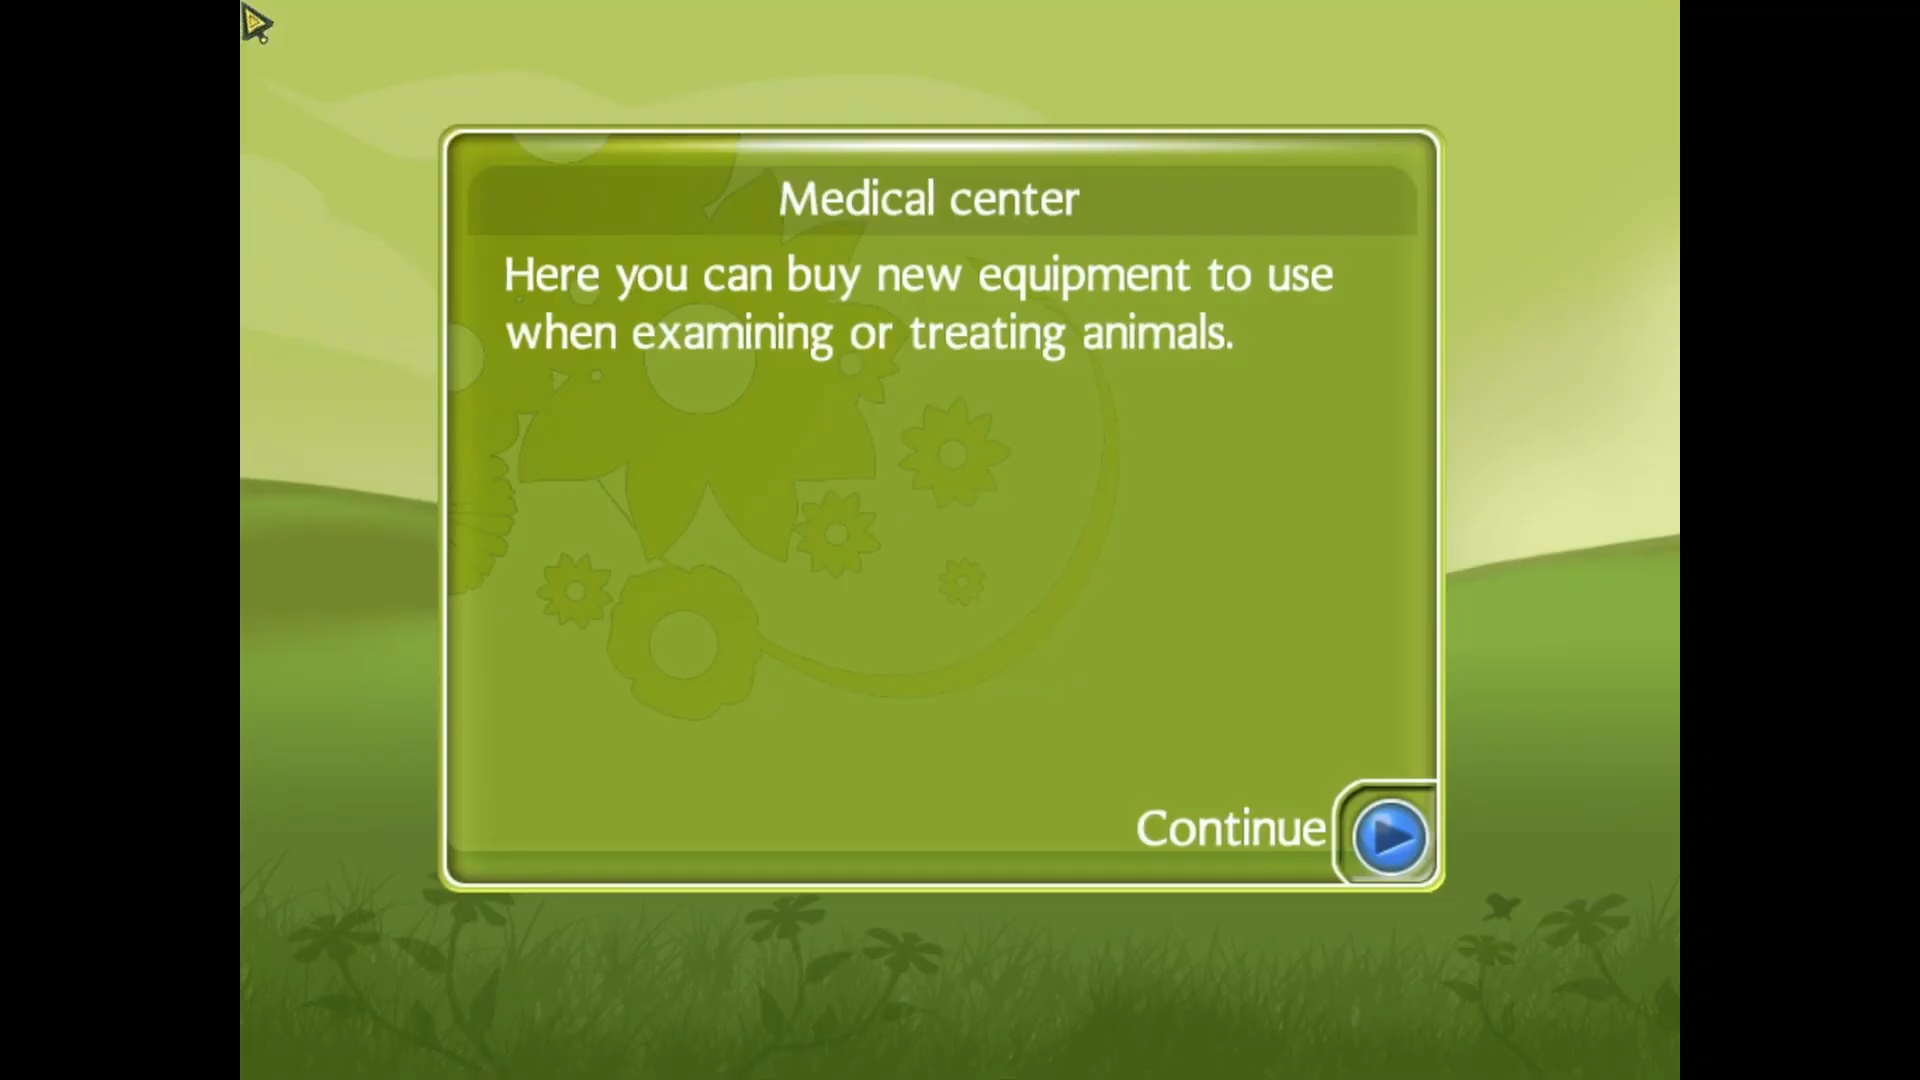 Medical center
Here you can buy new equipment to use
when examining or treating animals.
Continue